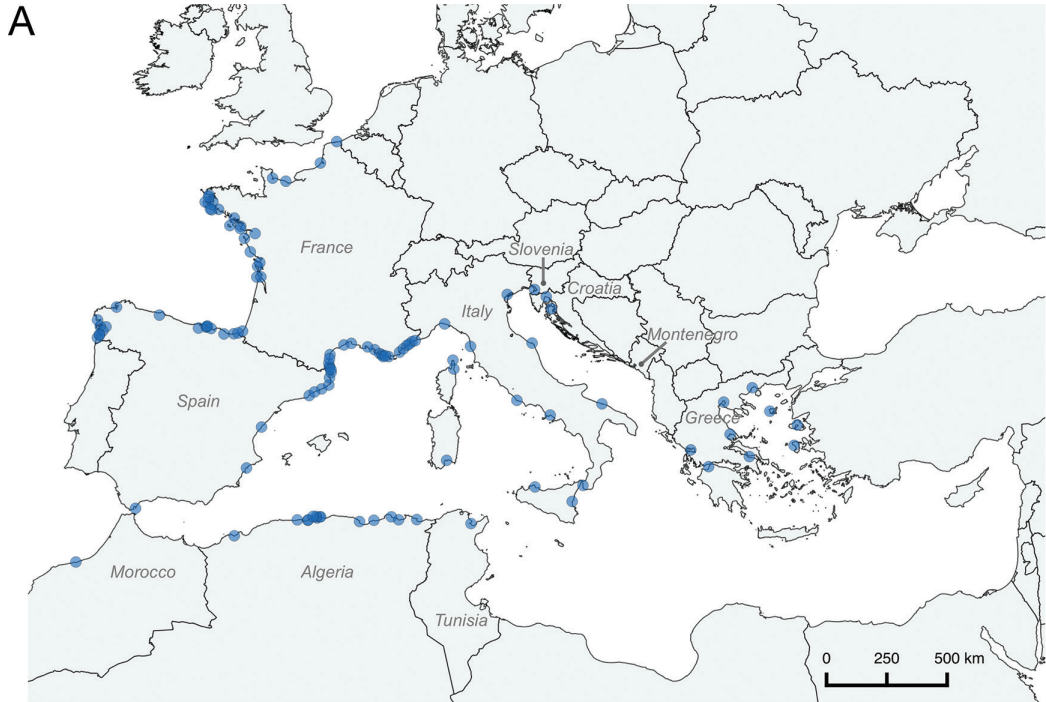 A
France
Slovenia
Croatia
Italy
Montenegro
Spain
Greece
Morocco
Algeria
Tunisia
0 250 500 km